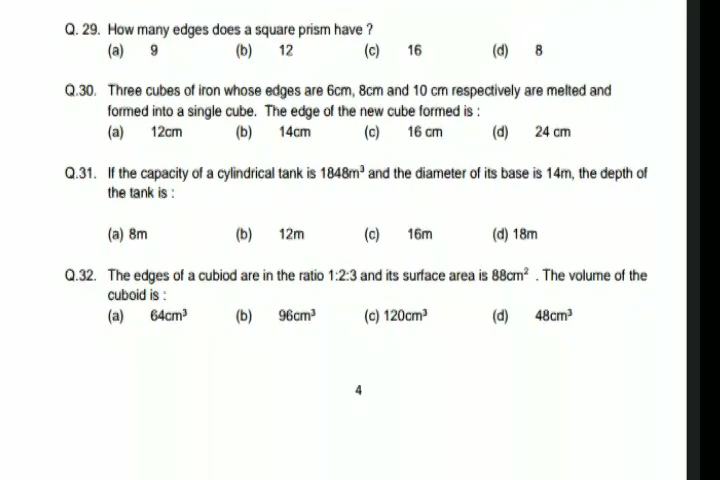 Q. 29. How many edges does a square prism have ?
(a) 9 (b) 12 (c) 16 (d) 8
Q.30. Three cubes of iron whose edges are 6cm, 8cm and 10 cm respectively are melted and
formed into a single cube. The edge of the new cube formed is :
(a) 12cm (b) 14cm (c) 16 cm (d) 24 cm
Q.31. If the capacity of a cylindrical tank is 1848m³ and the diameter of its base is 14m, the depth of
the tank is :
(a) 8m (b) 12m (c) 16m (d) 18m
Q.32. The edges of a cubiod are in the ratio 1:2:3 and its surface area is 88cm² . The volume of the
cuboid is :
(a) 64cm³ (b) 96cm³ (c) 120cm³ (d) 48cm³
4